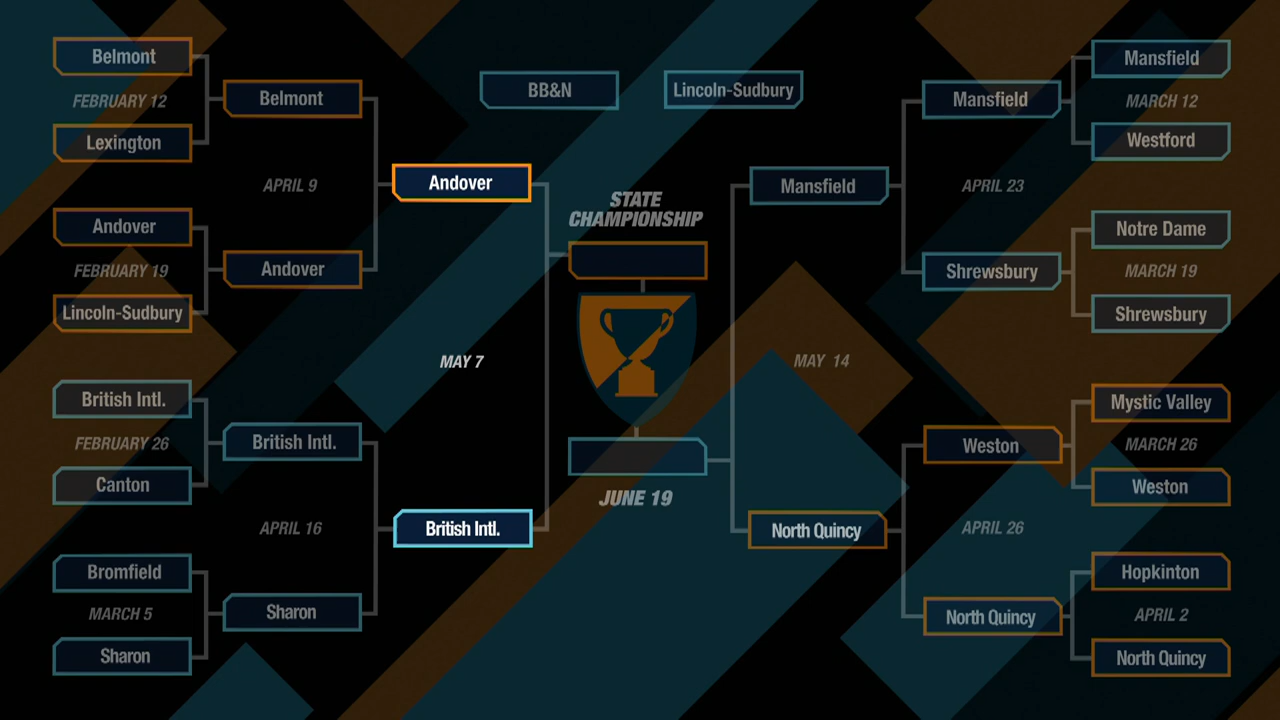 Belmont
FEBRUARY 12
Lexington
Andover
FEBRUARY 19
Lincoln-Sudbury
British Intl.
FEBRUARY 26
Canton
Bromfield
MARCH 5
Sharon
Belmont
APRIL 9
Andover
British Intl.
APRIL 16
Sharon
Andover
MAY 7
British Intl.
BB&N
Lincoln-Sudbury
STATE
CHAMPIONSHIP
JUNE 19
Mansfield
MAY 14
North Quincy
Mansfield
APRIL 23
Shrewsbury
Weston
APRIL 26
North Quincy
Mansfield
MARCH 12
Westford
Notre Dame
MARCH 19
Shrewsbury
Mystic Valley
MARCH 26
Weston
Hopkinton
APRIL 2
North Quincy